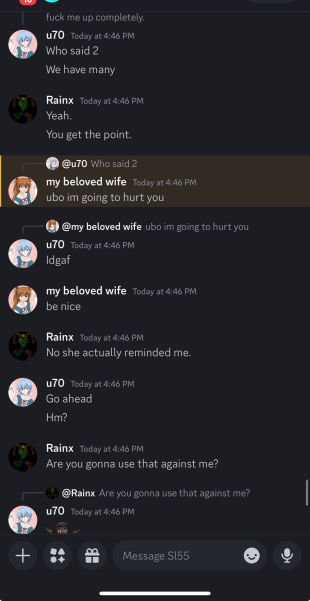 fuck me up completely.
u70 Today at 4:46 PM
Who said 2
We have many
Rainx Today at 4:46 PM
Yeah.
You get the point.
@u70 Who said 2
my beloved wife Today at 4:46 PM
ubo im going to hurt you
@my beloved wife ubo im going to hurt you
u70 Today at 4:46 PM
Idgaf
my beloved wife Today at 4:46 PM
be nice
Rainx Today at 4:46 PM
No she actually reminded me.
u70 Today at 4:46 PM
Go ahead
Hm?
Rainx Today at 4:46 PM
Are you gonna use that against me?
@Rainx Are you gonna use that against me?
u70 Today at 4:46 PM
Message Sl55